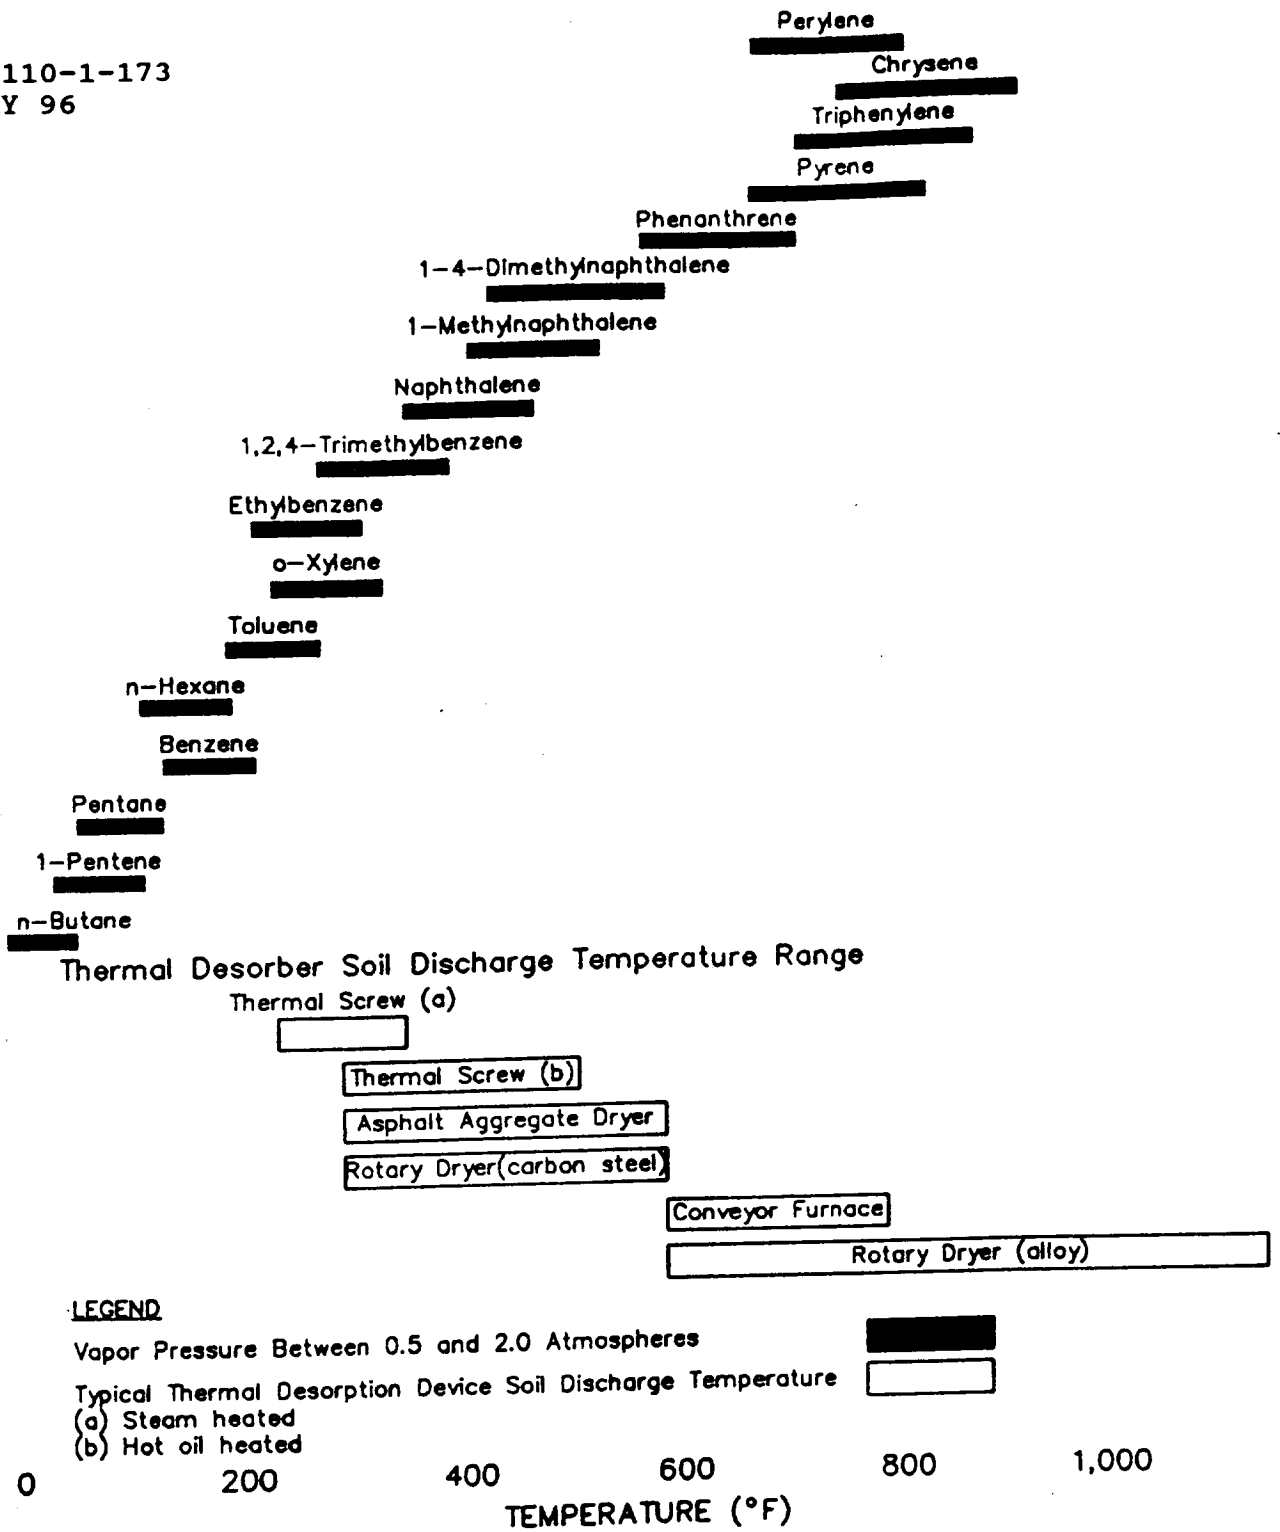 Perylene
110-1-173
Chrysene
Y 96
Triphenylene
Pyrene
Phenanthrene
1-4-Dimethylnaphthalene
1-Methylnaphthalene
Naphthalene
1,2,4-Trimethylbenzene
Ethylbenzene
o-Xylene
Toluene
n-Hexane
Benzene
Pentane
1-Pentene
n-Butane
Thermal Desorber Soil Discharge Temperature Range
Thermal Screw (a)
Thermal Screw (b)
Asphalt Aggregate Dryer
Rotary Dryer(carbon steel)
Conveyor Furnace
Rotary Dryer (alloy)
LEGEND
Vapor Pressure Between 0.5 and 2.0 Atmospheres
Typical Thermal Desorption Device Soil Discharge Temperature
(a) Steam heated
(b) Hot oil heated
0 200 400 600 800 1,000
TEMPERATURE (°F)